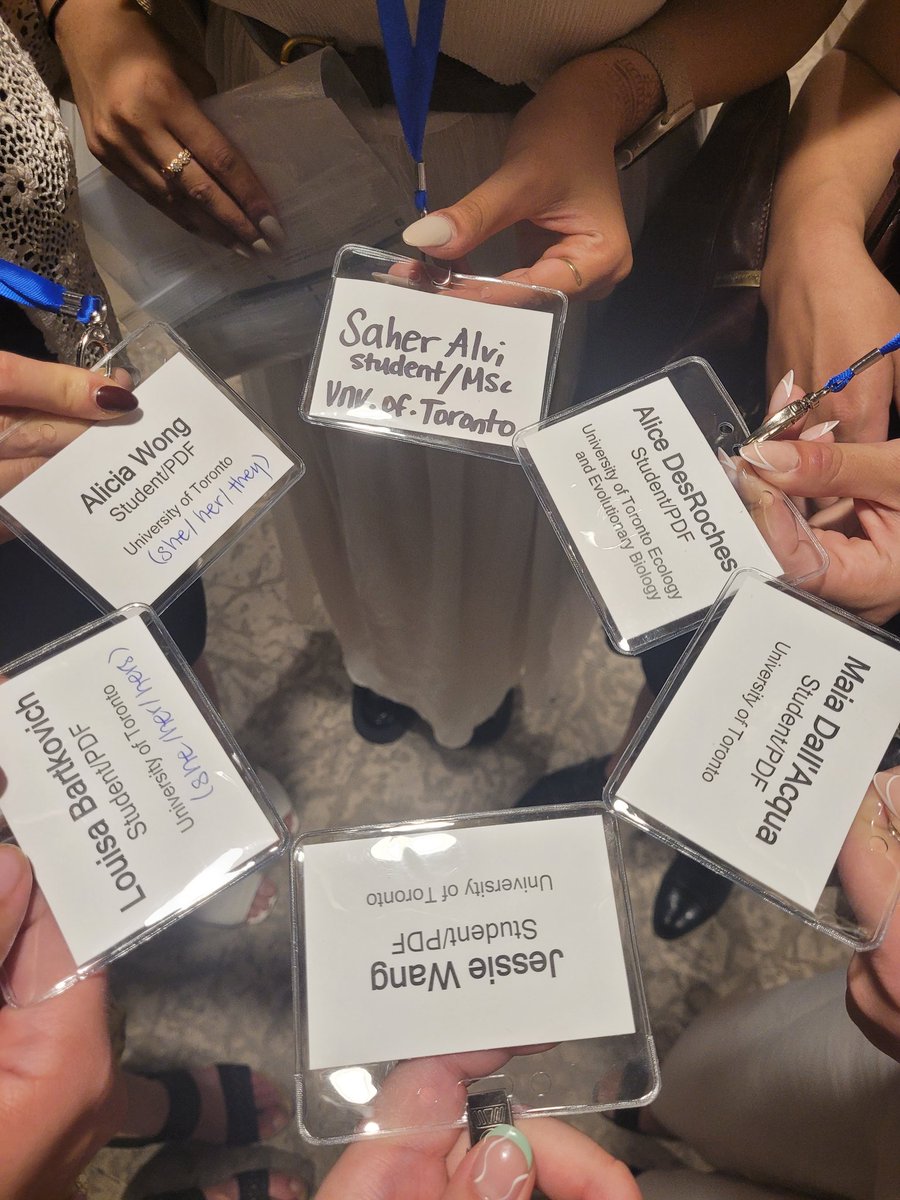 Saher Alvi
student/Msc
Unv. of. Toronto
Alicia Wong
Student/PDF
University of Toronto
(she/her/they)
Alice DesRoches
Student/PDF
University of Toronto Ecology
and Evolutionary Biology
Louisa Bartkovich
Student/PDF
University of Toronto
(she/her/hers)
Maia Dall'Acqua
Student/PDF
University of Toronto
Jessie Wang
Student/PDF
University of Toronto